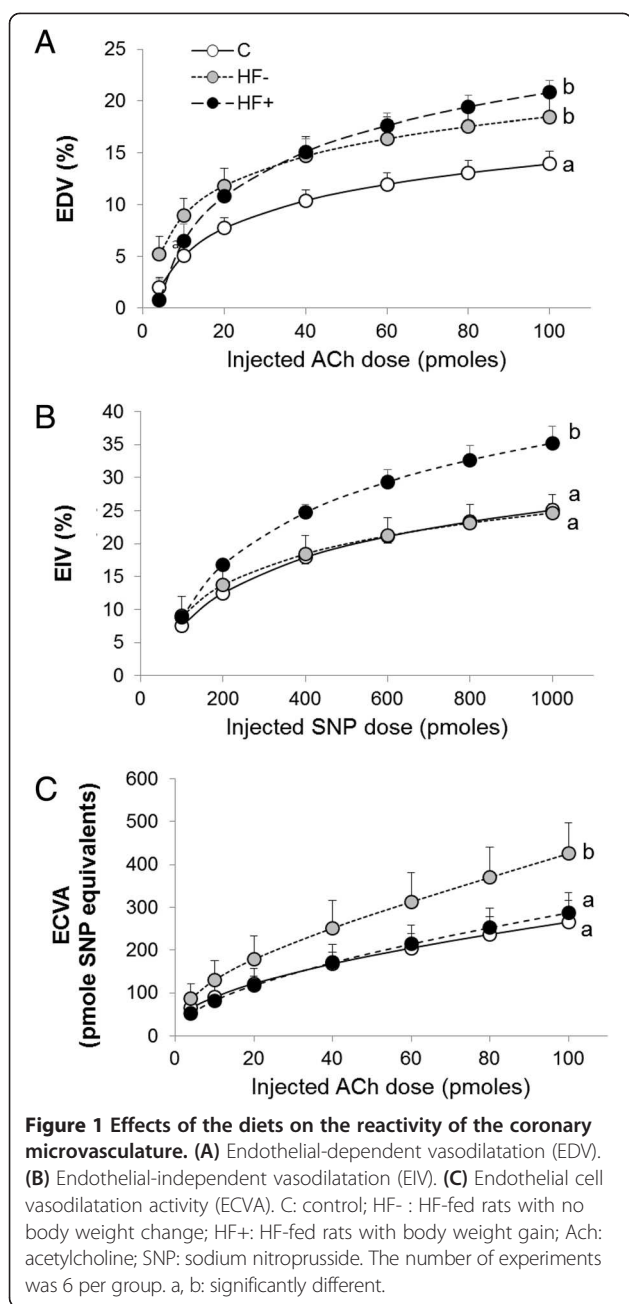 A
C
HF-
HF+
25
20
15
10
5
0
EDV (%)
b
b
a
a
0 20 40 60 80 100
Injected ACh dose (pmoles)
B
40
35
30
25
20
15
10
5
0
EIV (%)
b
a
a
0 200 400 600 800 1000
Injected SNP dose (pmoles)
C
600
500
400
300
200
100
0
ECVA
(pmole SNP equivalents)
b
a
a
0 20 40 60 80 100
Injected ACh dose (pmoles)
Figure 1 Effects of the diets on the reactivity of the coronary
microvasculature. (A) Endothelial-dependent vasodilatation (EDV).
(B) Endothelial-independent vasodilatation (EIV). (C) Endothelial cell
vasodilatation activity (ECVA). C: control; HF- : HF-fed rats with no
body weight change; HF+: HF-fed rats with body weight gain; Ach:
acetylcholine; SNP: sodium nitroprusside. The number of experiments
was 6 per group. a, b: significantly different.